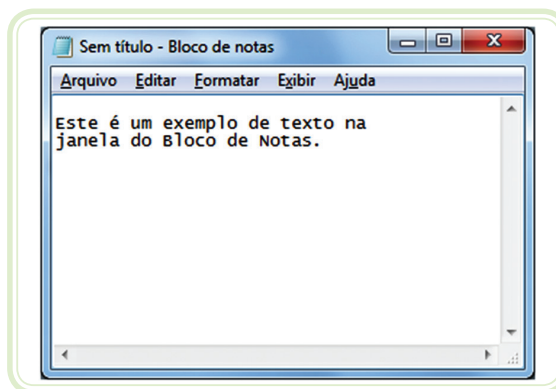 Sem título - Bloco de notas
Arquivo Editar Formatar Exibir Ajuda
Este é um exemplo de texto na
janela do Bloco de Notas.